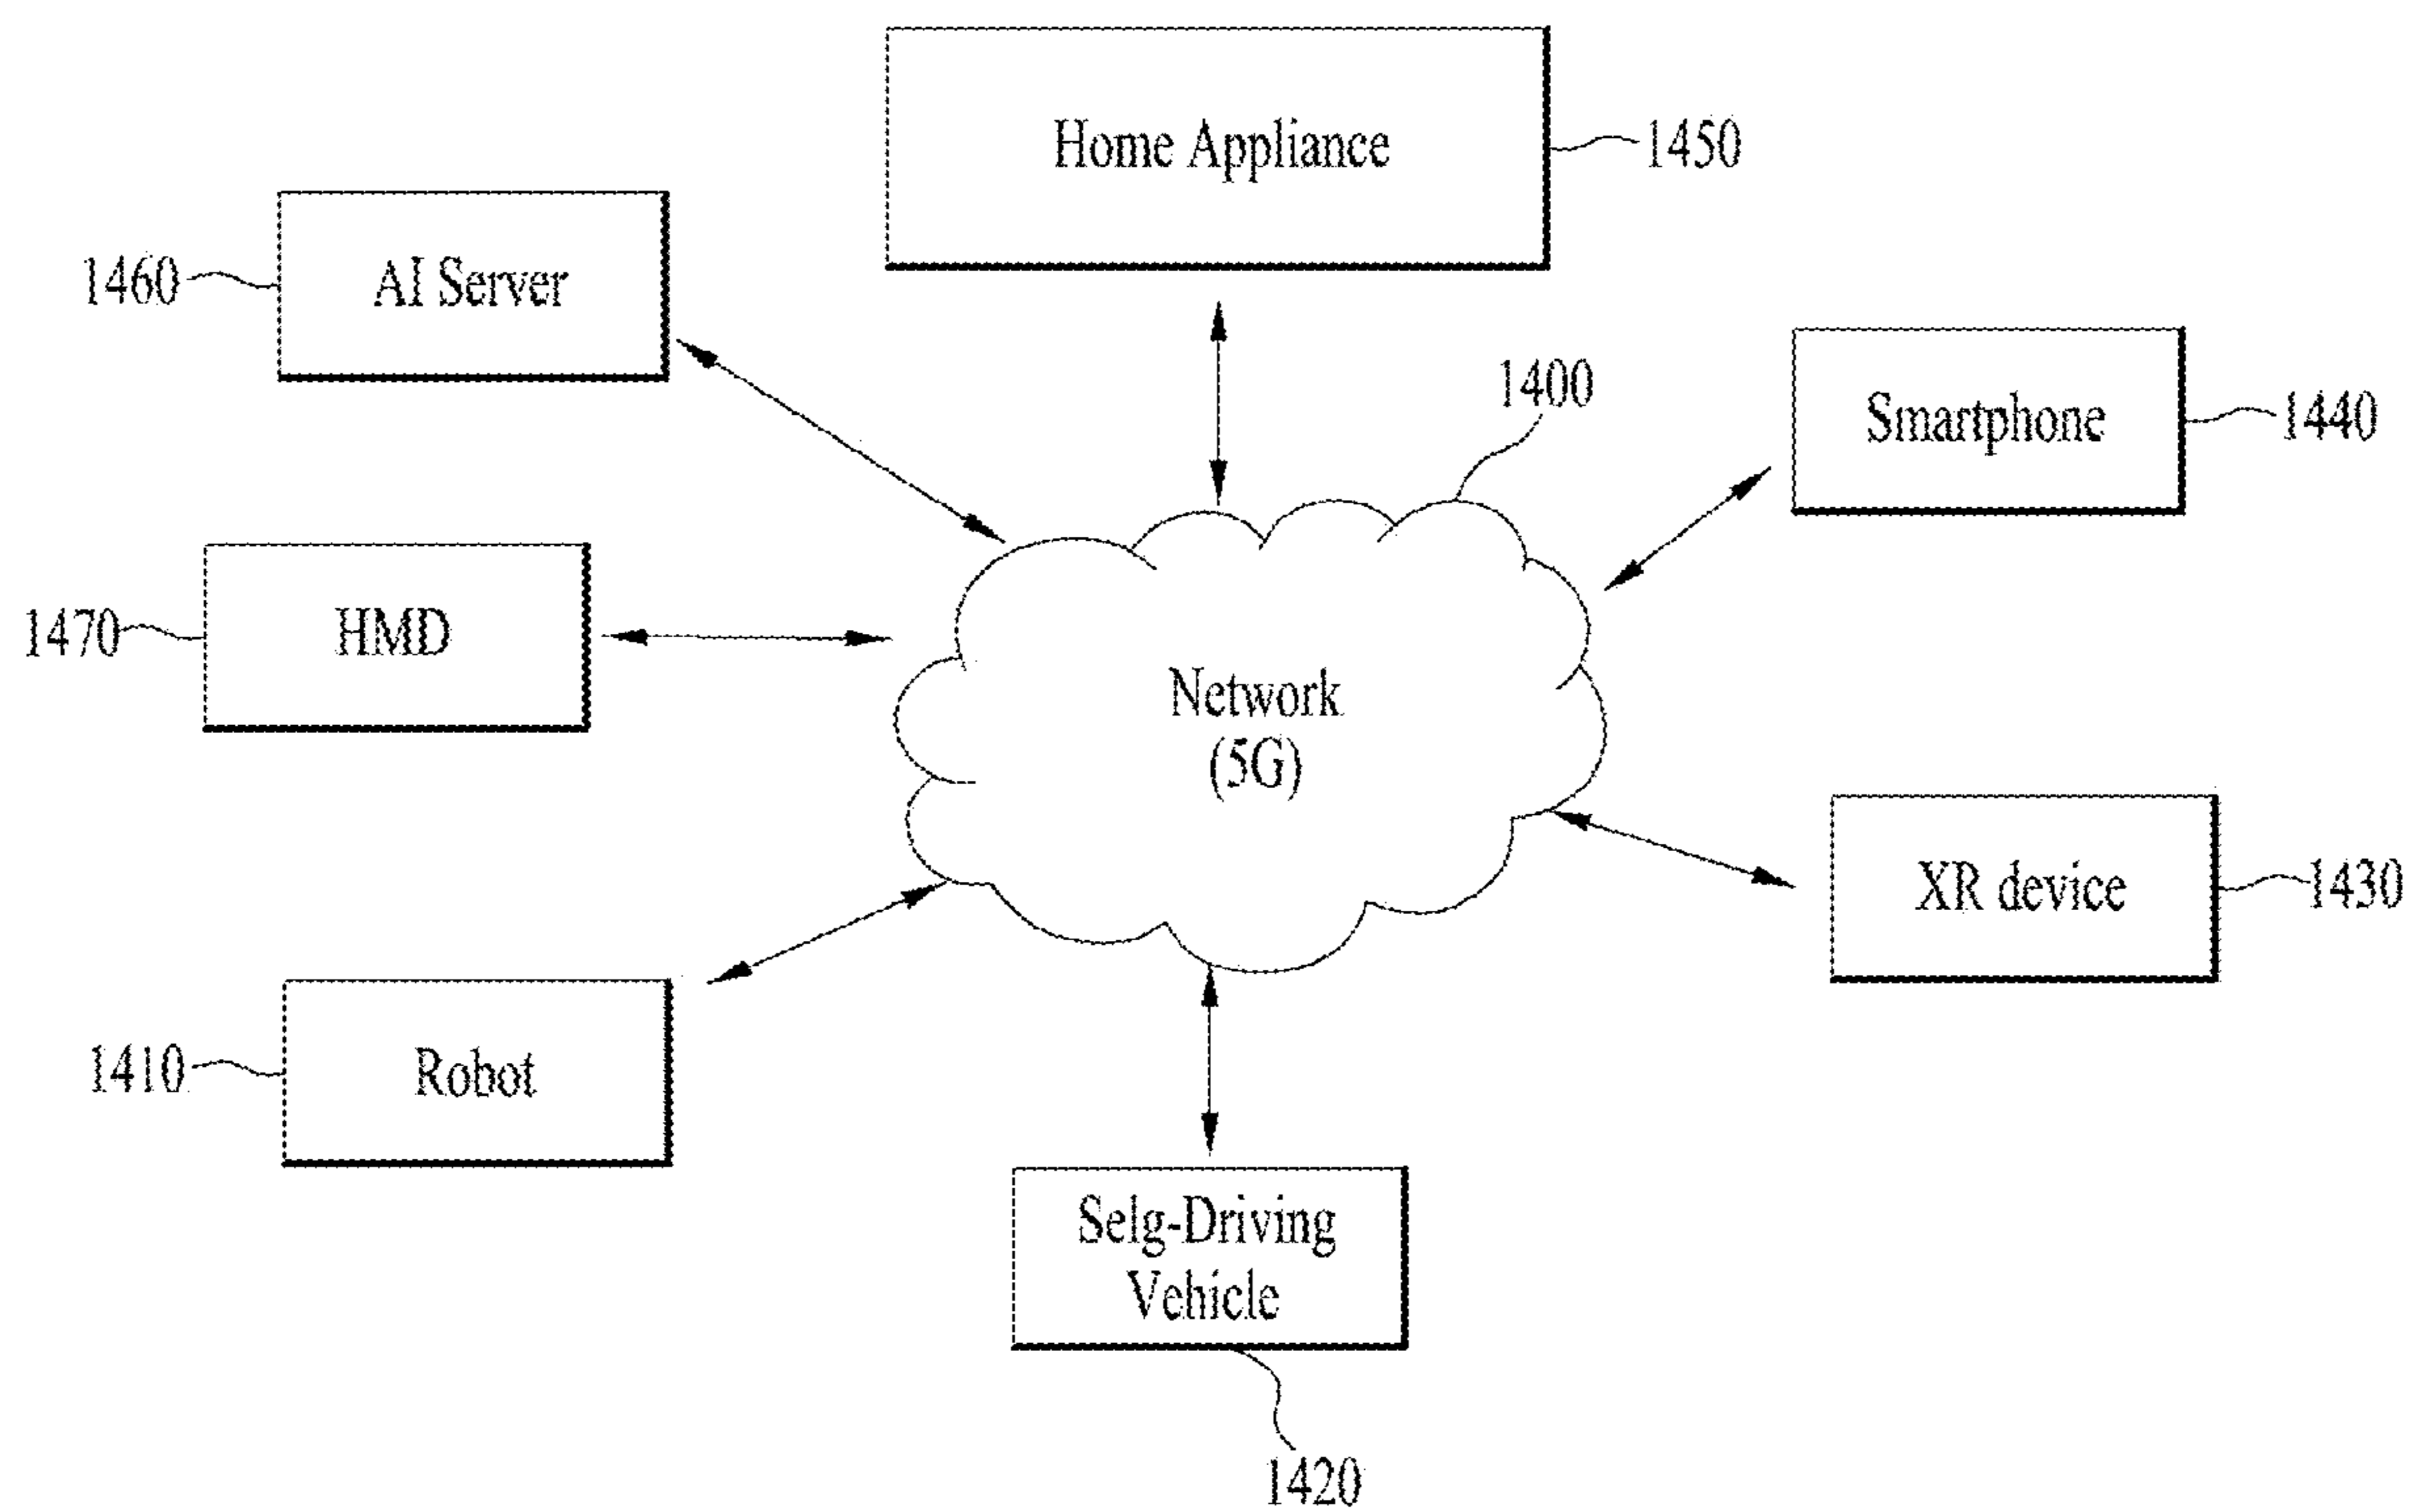 Home Appliance
1450
1460
AI Server
1400
Smartphone
1440
1470
HMD
Network
(5G)
XR device
1430
1410
Robot
Selg-Driving
Vehicle
1420